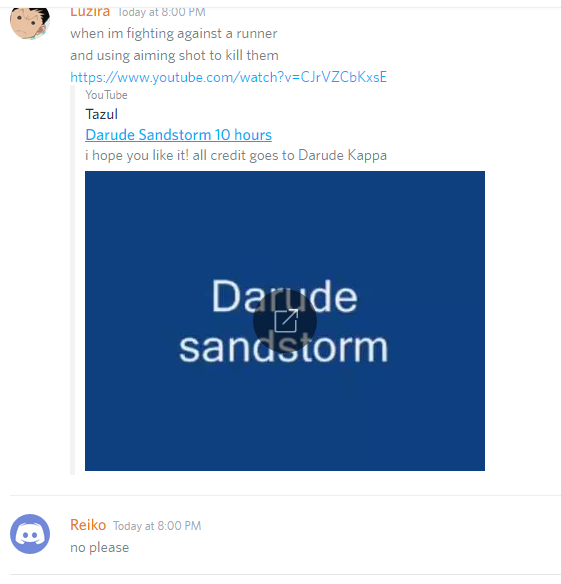 Luzira Today at 8:00 PM
when im fighting against a runner
and using aiming shot to kill them
https://www.youtube.com/watch?v=CJrVZCbKxsE
YouTube
Tazul
Darude Sandstorm 10 hours
i hope you like it! all credit goes to Darude Kappa
Darude
sandstorm
Reiko Today at 8:00 PM
no please